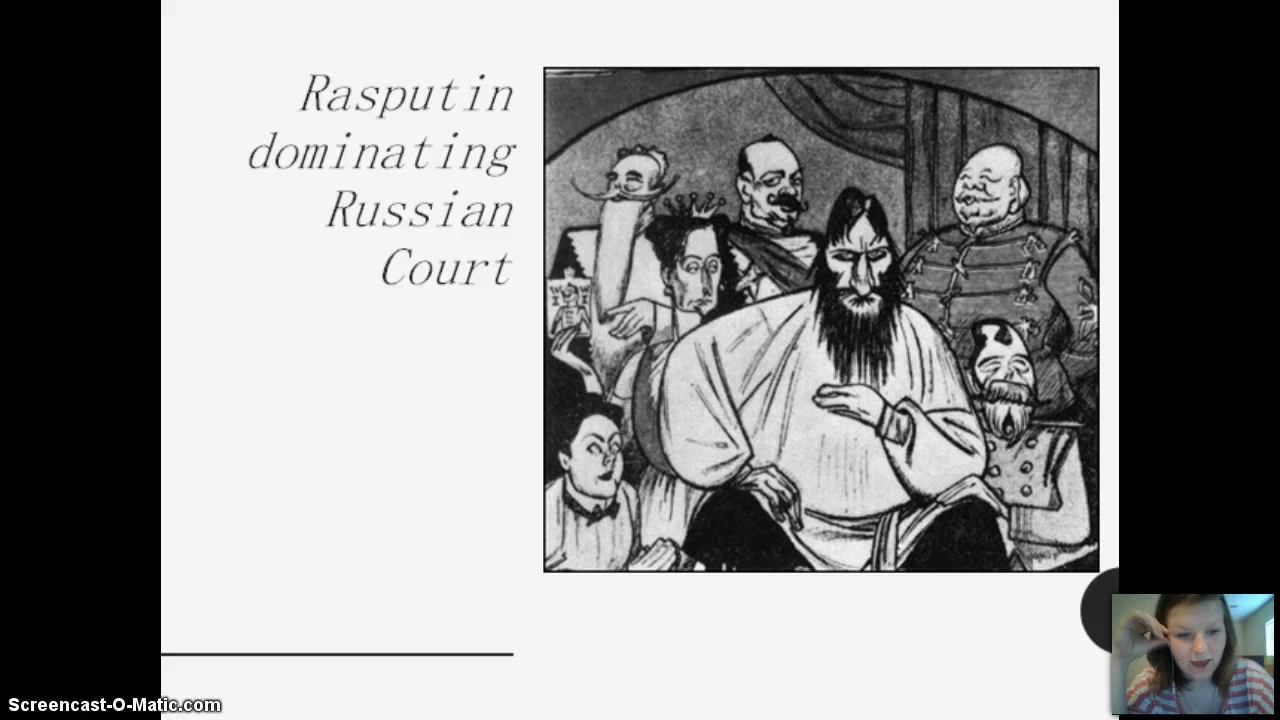 Rasputin
dominating
Russian
Court
Screencast-O-Matic.com